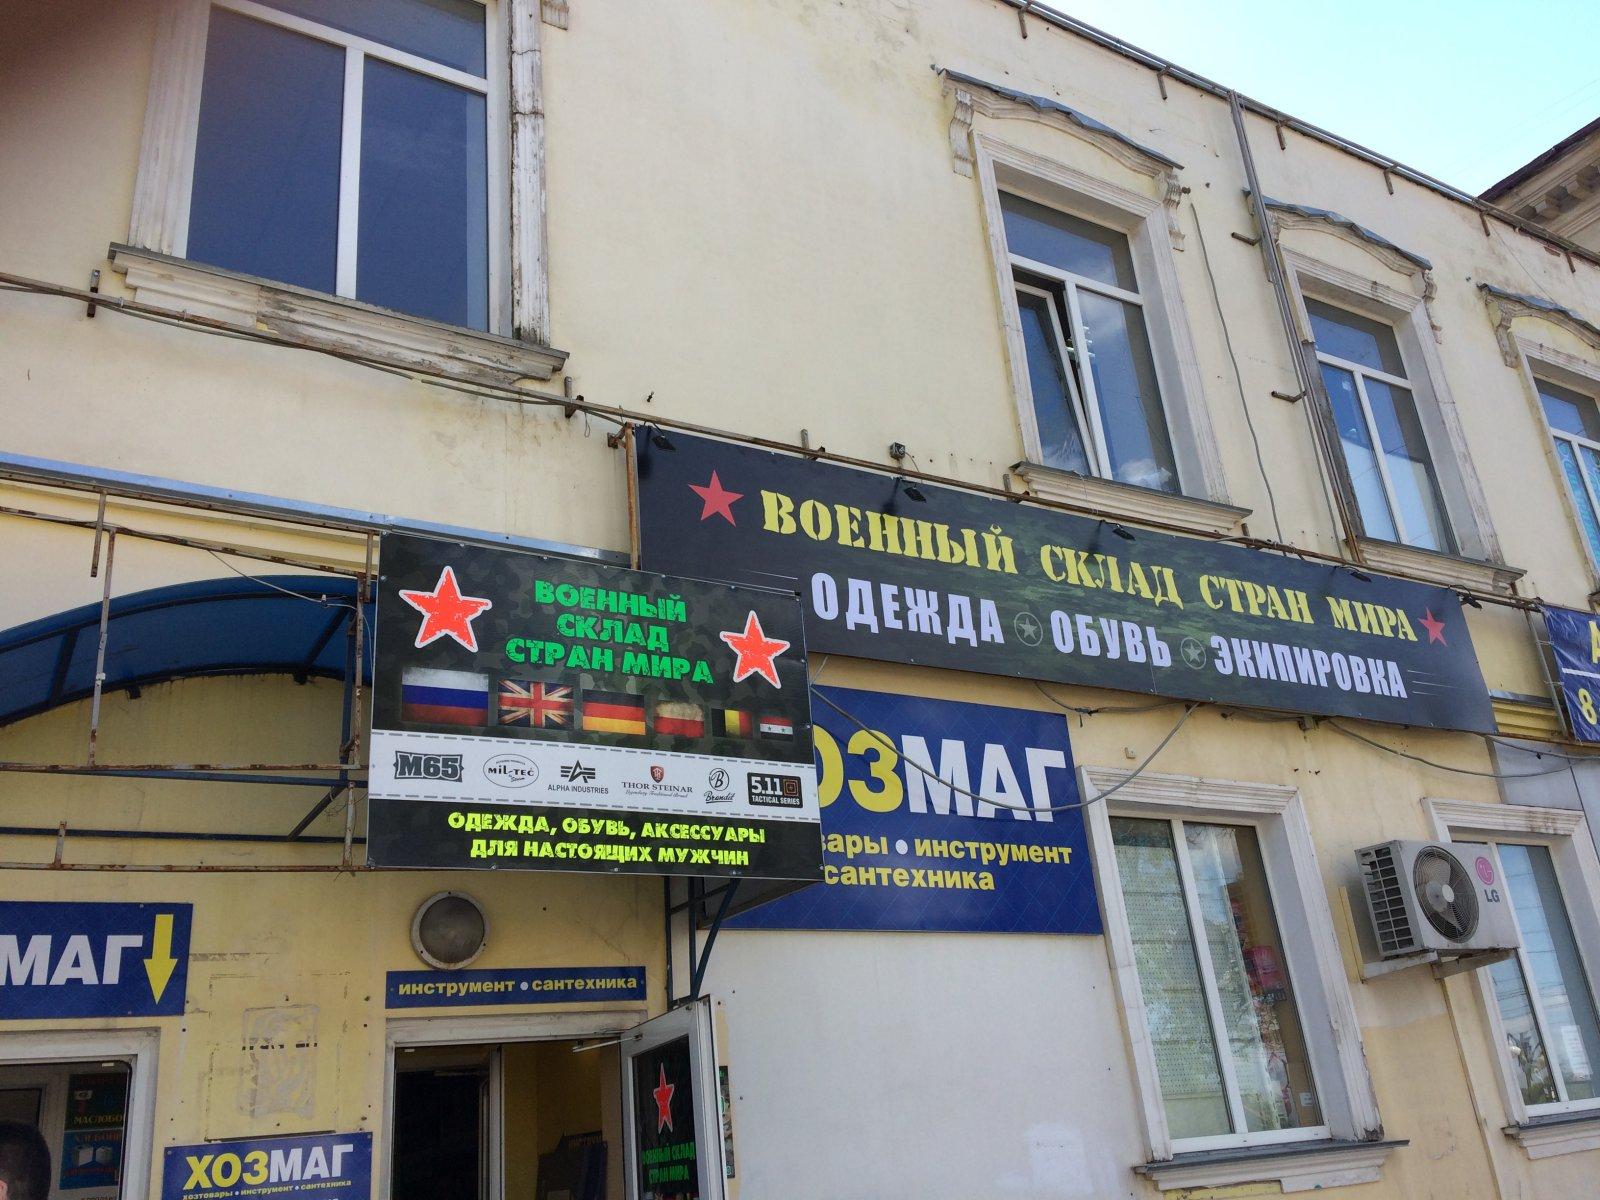 ВОЕННЫЙ СКЛАД СТРАН МИРА
ОДЕЖДА ОБУВЬ ЭКИПИРОВКА
ВОЕННЫЙ
СКЛАД
СТРАН МИРА
M65
MIL-TEC
ALPHA INDUSTRIES
THOR STEINAR
Brandit
5.11
TACTICAL SERIES
ОДЕЖДА, ОБУВЬ, АКСЕССУАРЫ
ДЛЯ НАСТОЯЩИХ МУЖЧИН
ОЗМАГ
вары • инструмент
сантехника
LG
8
МАГ
инструмент • сантехника
ВОЕННЫЙ СКЛАД
СТРАН МИРА
ХОЗМАГ
хозтовары • инструмент • сантехника